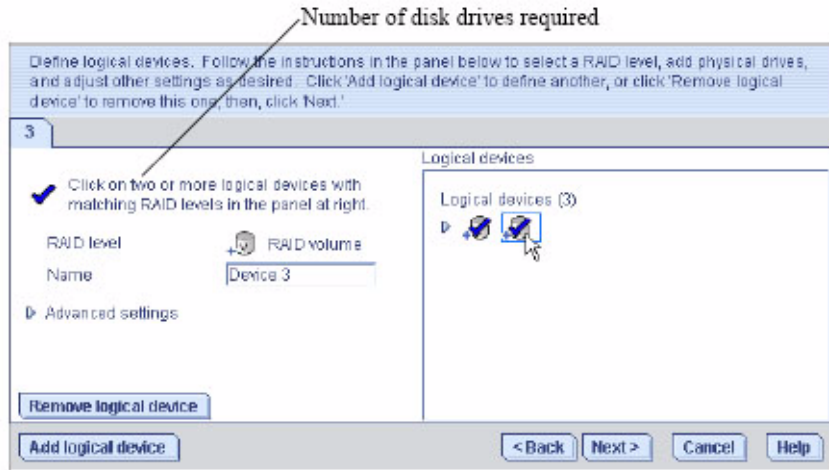 Number of disk drives required
Define logical devices. Follow the instructions in the panel below to select a RAID level, add physical drives,
and adjust other settings as desired. Click 'Add logical device' to define another, or click 'Remove logical
device' to remove this one, then, click 'Next.'
3
Click on two or more logical devices with
matching RAID levels in the panel at right.
RAID level
RAID volume
Name
Device 3
Advanced settings
Remove logical device
Logical devices
Logical devices (3)
Add logical device
< Back
Next >
Cancel
Help